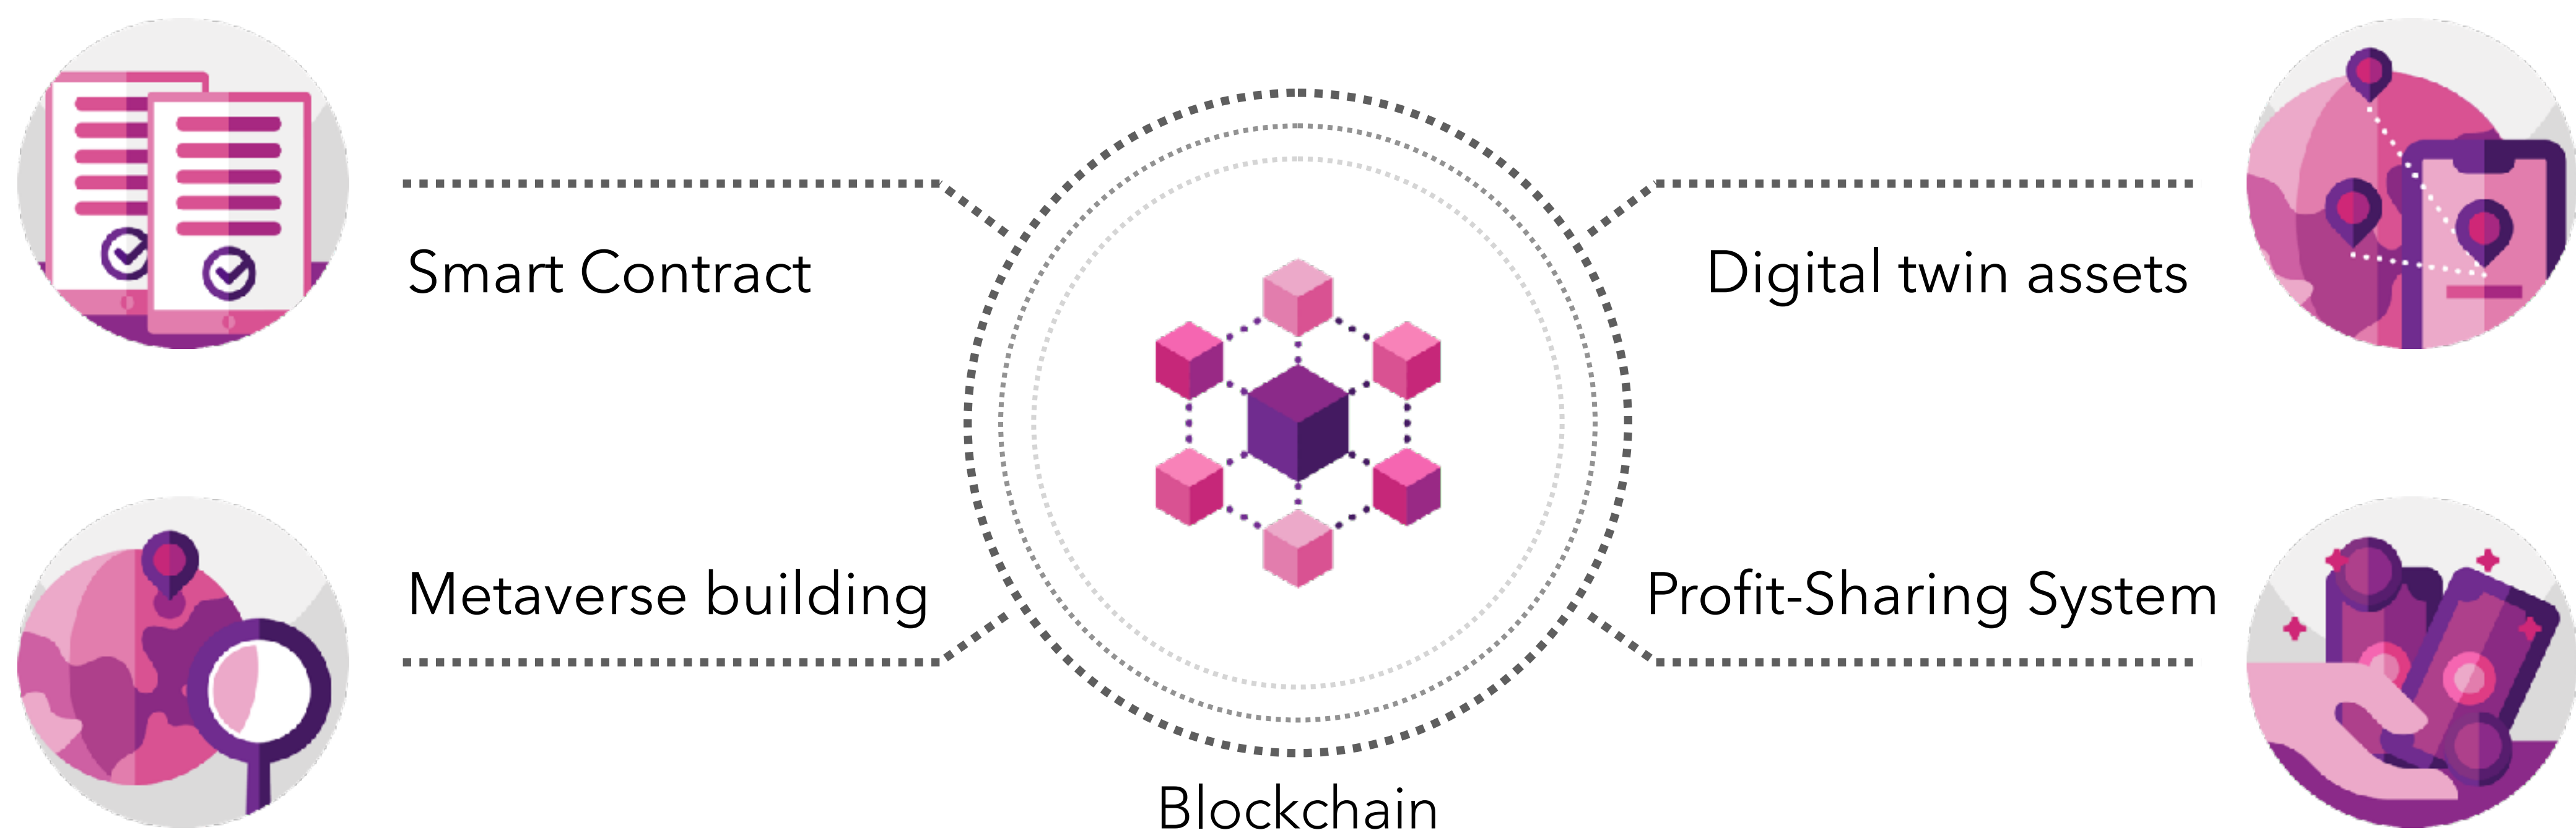 Smart Contract
Digital twin assets
Metaverse building
Profit-Sharing System
Blockchain